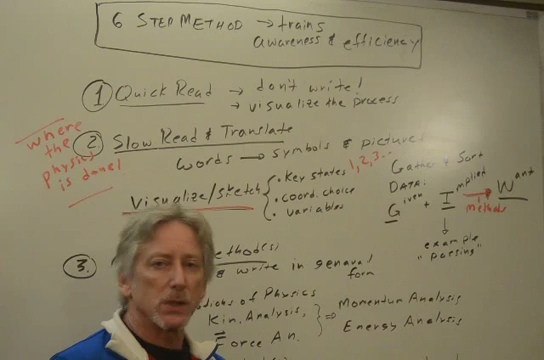 6 STEP METHOD → trains
awareness & efficiency
1 Quick Read → don't write!
→ visualize the process
where
the
physics
is done!
2 Slow Read & Translate
words → symbols & pictures
Visualize/sketch
• Key states 1, 2, 3...
• coord. choice
• variables
Gather & Sort
DATA:
Given + Implied → Want
method
example
"parsing"
3. ethod(s)
& write in general
form
of Physics
Kin. Analysis,
Force An.
⇒ Momentum Analysis
Energy Analysis